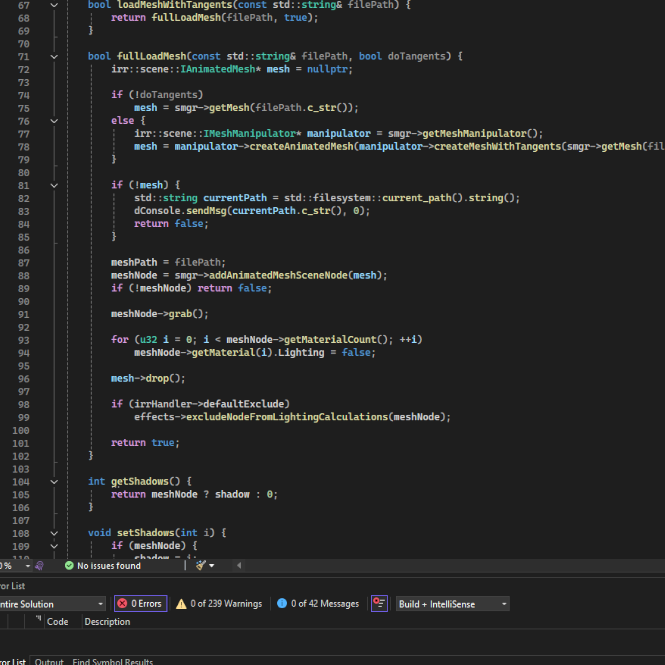 67 bool loadMeshWithTangents(const std::string& filePath) {
68 return fullLoadMesh(filePath, true);
69 }
70
71 bool fullLoadMesh(const std::string& filePath, bool doTangents) {
72 irr::scene::IAnimatedMesh* mesh = nullptr;
73
74 if (!doTangents)
75 mesh = smgr->getMesh(filePath.c_str());
76 else {
77 irr::scene::IMeshManipulator* manipulator = smgr->getMeshManipulator();
78 mesh = manipulator->createAnimatedMesh(manipulator->createMeshWithTangents(smgr->getMesh(fil
79 }
80
81 if (!mesh) {
82 std::string currentPath = std::filesystem::current_path().string();
83 dConsole.sendMsg(currentPath.c_str(), 0);
84 return false;
85 }
86
87 meshPath = filePath;
88 meshNode = smgr->addAnimatedMeshSceneNode(mesh);
89 if (!meshNode) return false;
90
91 meshNode->grab();
92
93 for (u32 i = 0; i < meshNode->getMaterialCount(); ++i)
94 meshNode->getMaterial(i).Lighting = false;
95
96 mesh->drop();
97
98 if (irrHandler->defaultExclude)
99 effects->excludeNodeFromLightingCalculations(meshNode);
100
101 return true;
102 }
103
104 int getShadows() {
105 return meshNode ? shadow : 0;
106 }
107
108 void setShadows(int i) {
109 if (meshNode) {
110 shadow = i;
0 % No issues found
or List
ntire Solution 0 Errors 0 of 239 Warnings 0 of 42 Messages Build + IntelliSense
Code Description
ror List Output Find Symbol Results